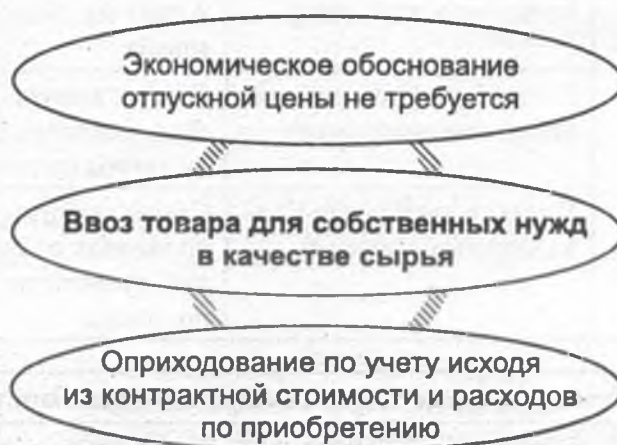 Экономическое обоснование
отпускной цены не требуется
Ввоз товара для собственных нужд
в качестве сырья
Оприходование по учету исходя
из контрактной стоимости и расходов
по приобретению